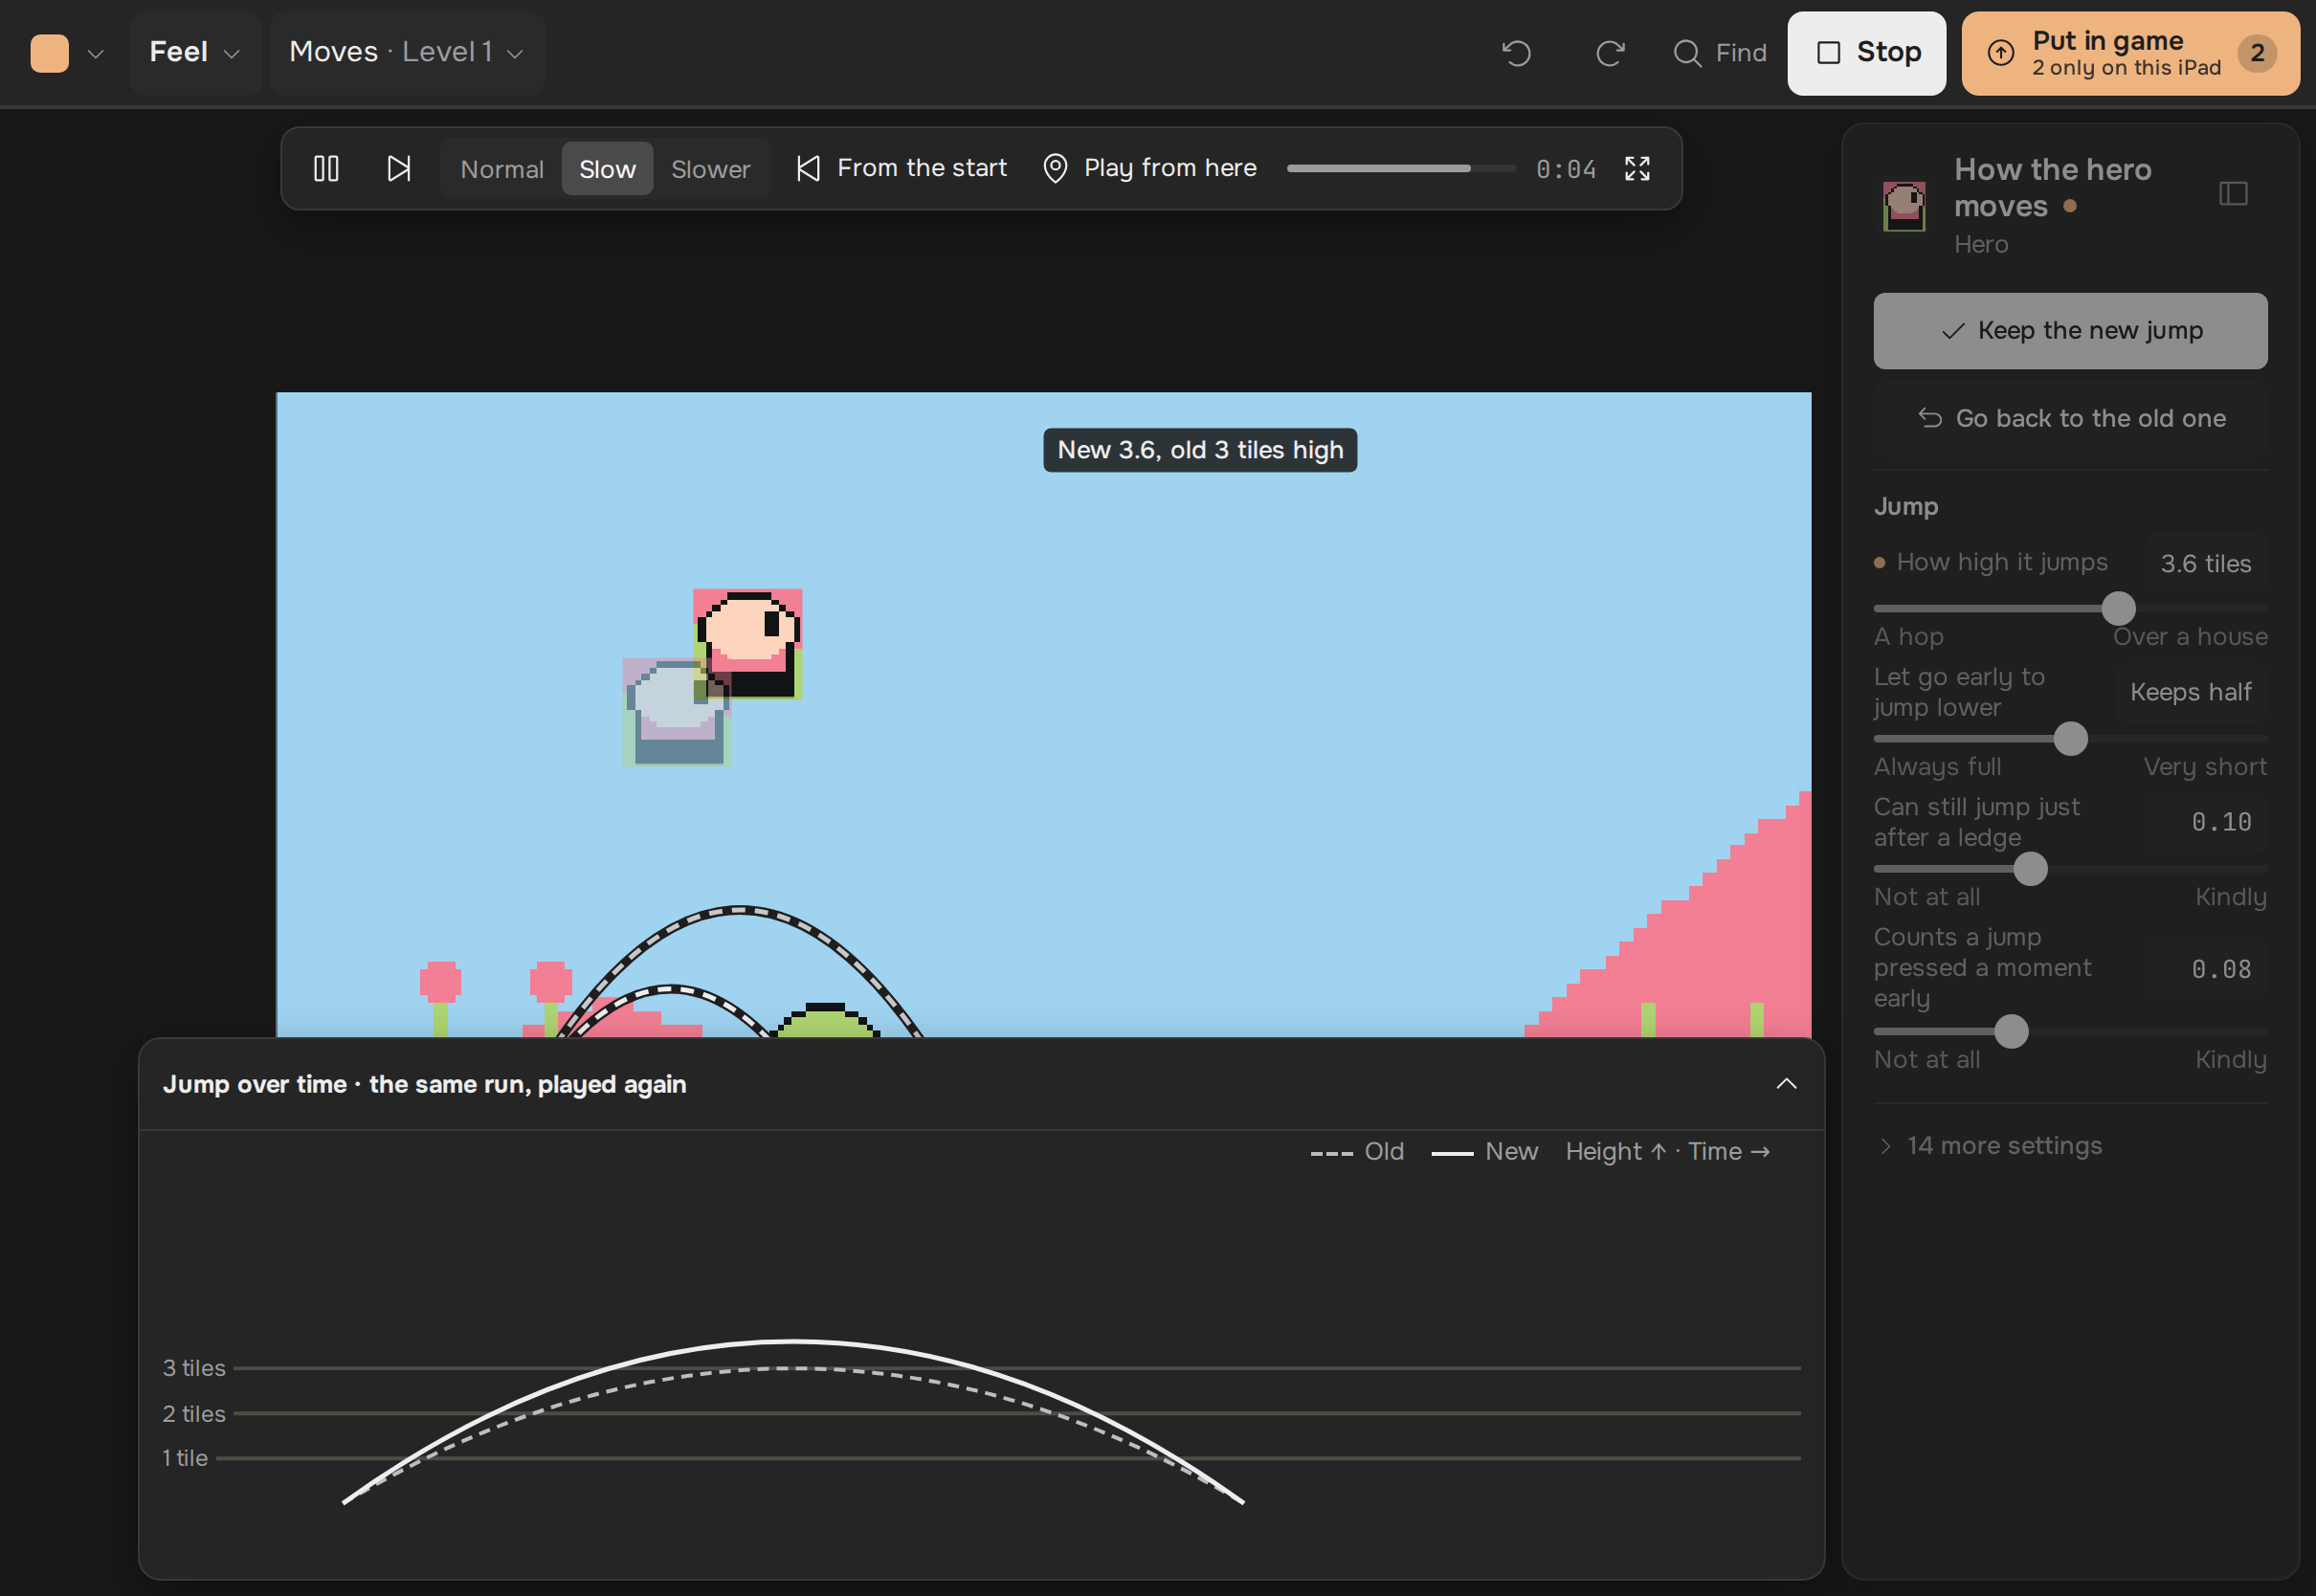 Feel
Moves · Level 1
Find
Stop
Put in game
2 only on this iPad
2
Normal
Slow
Slower
From the start
Play from here
0:04
How the hero
moves
Hero
Keep the new jump
Go back to the old one
New 3.6, old 3 tiles high
Jump
How high it jumps
3.6 tiles
A hop
Over a house
Let go early to
jump lower
Keeps half
Always full
Very short
Can still jump just
after a ledge
0.10
Not at all
Kindly
Counts a jump
pressed a moment
early
0.08
Not at all
Kindly
14 more settings
Jump over time · the same run, played again
Old
New
Height ↑ · Time →
3 tiles
2 tiles
1 tile